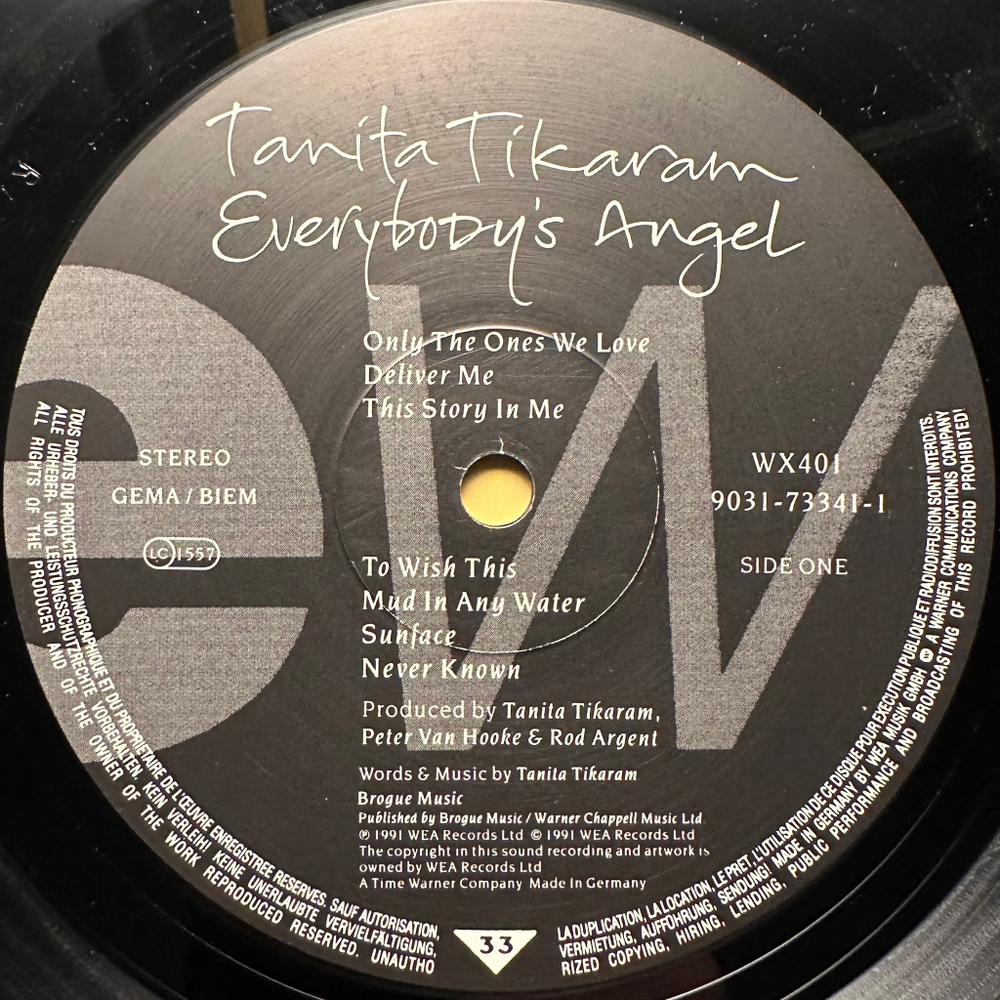 Tanita Tikaram
Everybody's Angel
Only The Ones We Love
Deliver Me
This Story In Me
STEREO
GEMA / BIEM
LC 1557
WX401
9031-73341-1
SIDE ONE
To Wish This
Mud In Any Water
Sunface
Never Known
Produced by Tanita Tikaram,
Peter Van Hooke & Rod Argent
Words & Music by Tanita Tikaram
Brogue Music
Published by Brogue Music / Warner Chappell Music Ltd
℗ 1991 WEA Records Ltd © 1991 WEA Records Ltd
The copyright in this sound recording and artwork is
owned by WEA Records Ltd
A Time Warner Company Made In Germany
TOUS DROITS DU PRODUCTEUR PHONOGRAPHIQUE ET DU PROPRIETAIRE DE L'ŒUVRE ENREGISTREE RESERVES. SAUF AUTORISATION,
ALLE URHEBER- UND LEISTUNGSSCHUTZRECHTE VORBEHALTEN. KEIN VERLEIH! KEINE UNERLAUBTE VERVIELFÄLTIGUNG,
ALL RIGHTS OF THE PRODUCER AND OF THE OWNER OF THE WORK REPRODUCED RESERVED. UNAUTHO
33
LA DUPLICATION, LA LOCATION, LE PRET, L'UTILISATION DE CE DISQUE POUR EXECUTION PUBLIQUE ET RADIODIFFUSION SONT INTERDITS.
VERMIETUNG, AUFFÜHRUNG, SENDUNG! MADE IN GERMANY BY WEA MUSIK GMBH A WARNER COMMUNICATIONS COMPANY
RIZED COPYING, HIRING, LENDING, PUBLIC PERFORMANCE AND BROADCASTING OF THIS RECORD PROHIBITED!
ew